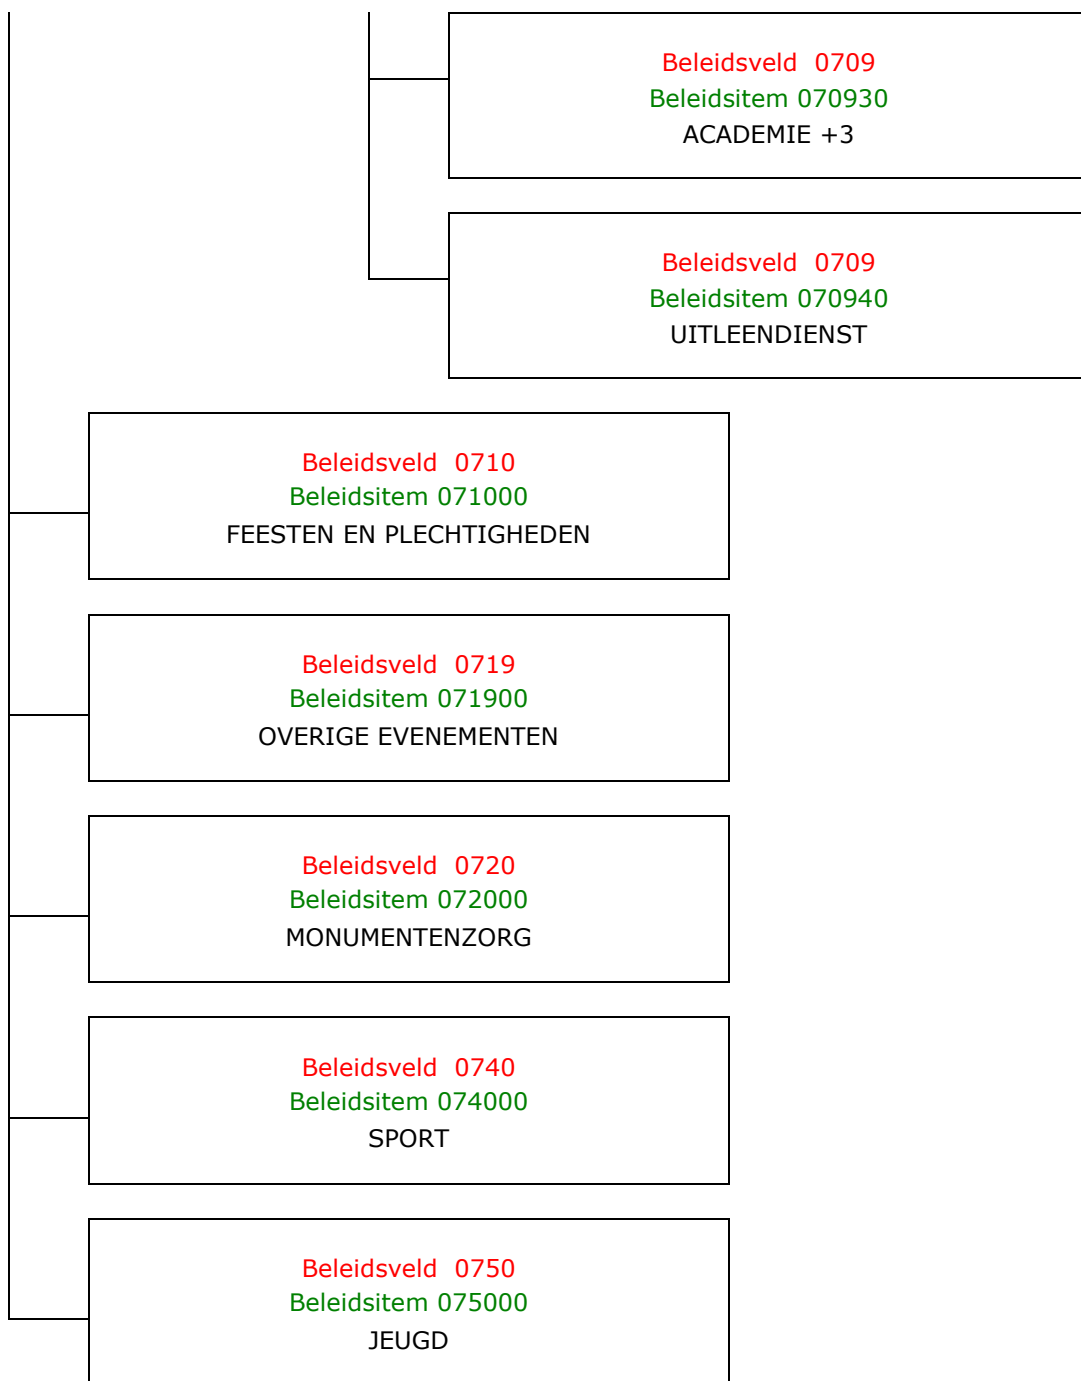 Beleidsveld 0709
Beleidsitem 070930
ACADEMIE +3
Beleidsveld 0709
Beleidsitem 070940
UITLEENDIENST
Beleidsveld 0710
Beleidsitem 071000
FEESTEN EN PLECHTIGHEDEN
Beleidsveld 0719
Beleidsitem 071900
OVERIGE EVENEMENTEN
Beleidsveld 0720
Beleidsitem 072000
MONUMENTENZORG
Beleidsveld 0740
Beleidsitem 074000
SPORT
Beleidsveld 0750
Beleidsitem 075000
JEUGD